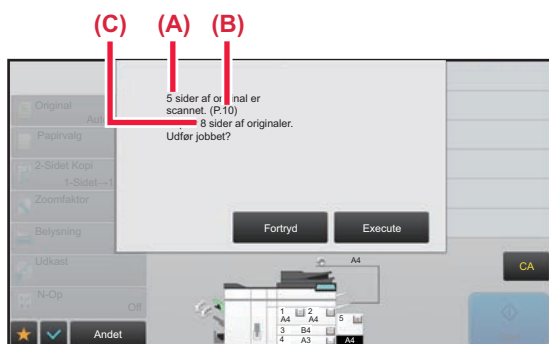 (C) (A) (B)
5 sider af original er
scannet. (P.10)
8 sider af originaler.
Udfør jobbet?
Fortryd Execute
Original
Papirvalg
2-Sidet Kopi
1-Sidet→1
Zoomfaktor
Belysning
Udkast
N-Op
Off
Andet
CA
A4
1 2
A4 A4 5
3 B4
4 A3 A4